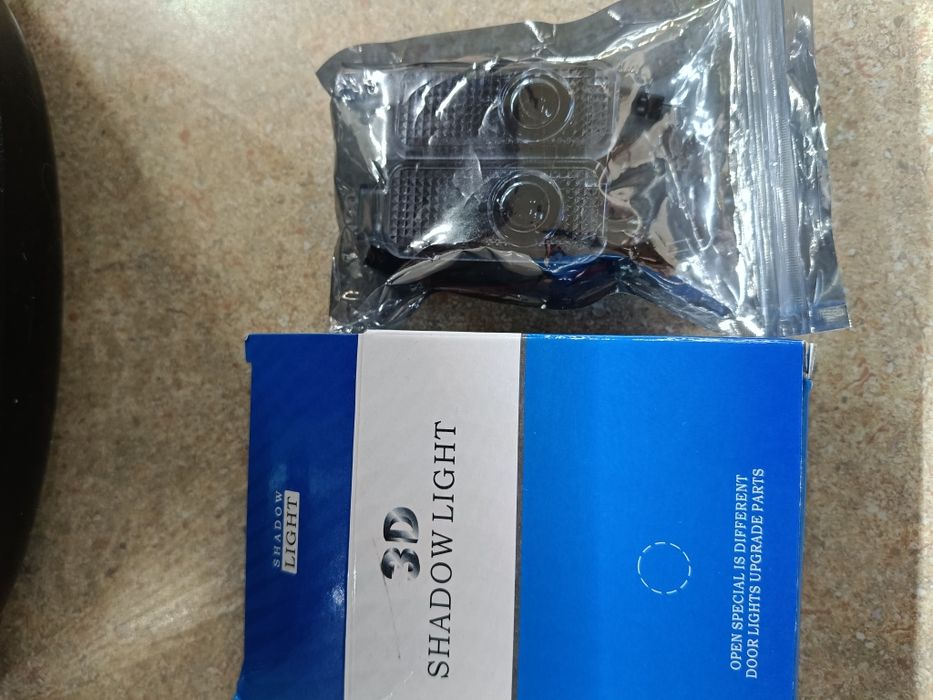 SHADOW
LIGHT
3D
SHADOW LIGHT
OPEN SPECIAL IS DIFFERENT
DOOR LIGHTS UPGRADE PARTS